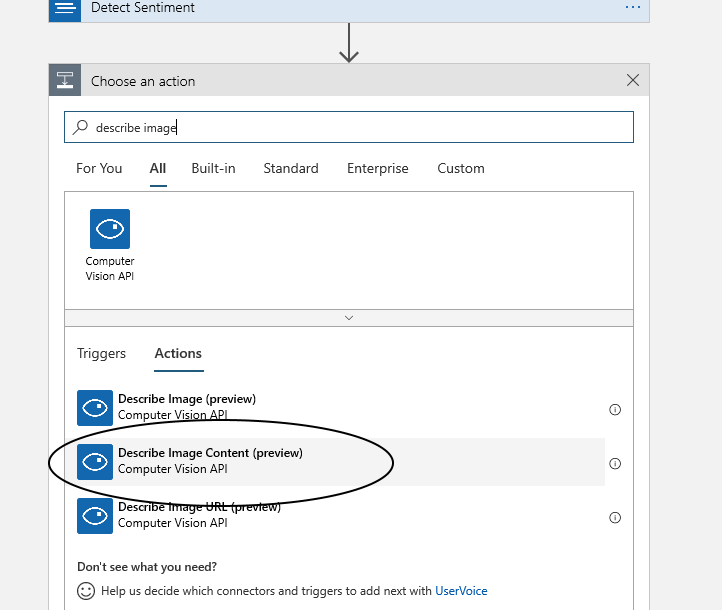 Detect Sentiment
Choose an action
describe image
For You All Built-in Standard Enterprise Custom
Computer
Vision API
Triggers Actions
Describe Image (preview)
Computer Vision API
Describe Image Content (preview)
Computer Vision API
Describe Image URL (preview)
Computer Vision API
Don't see what you need?
Help us decide which connectors and triggers to add next with UserVoice